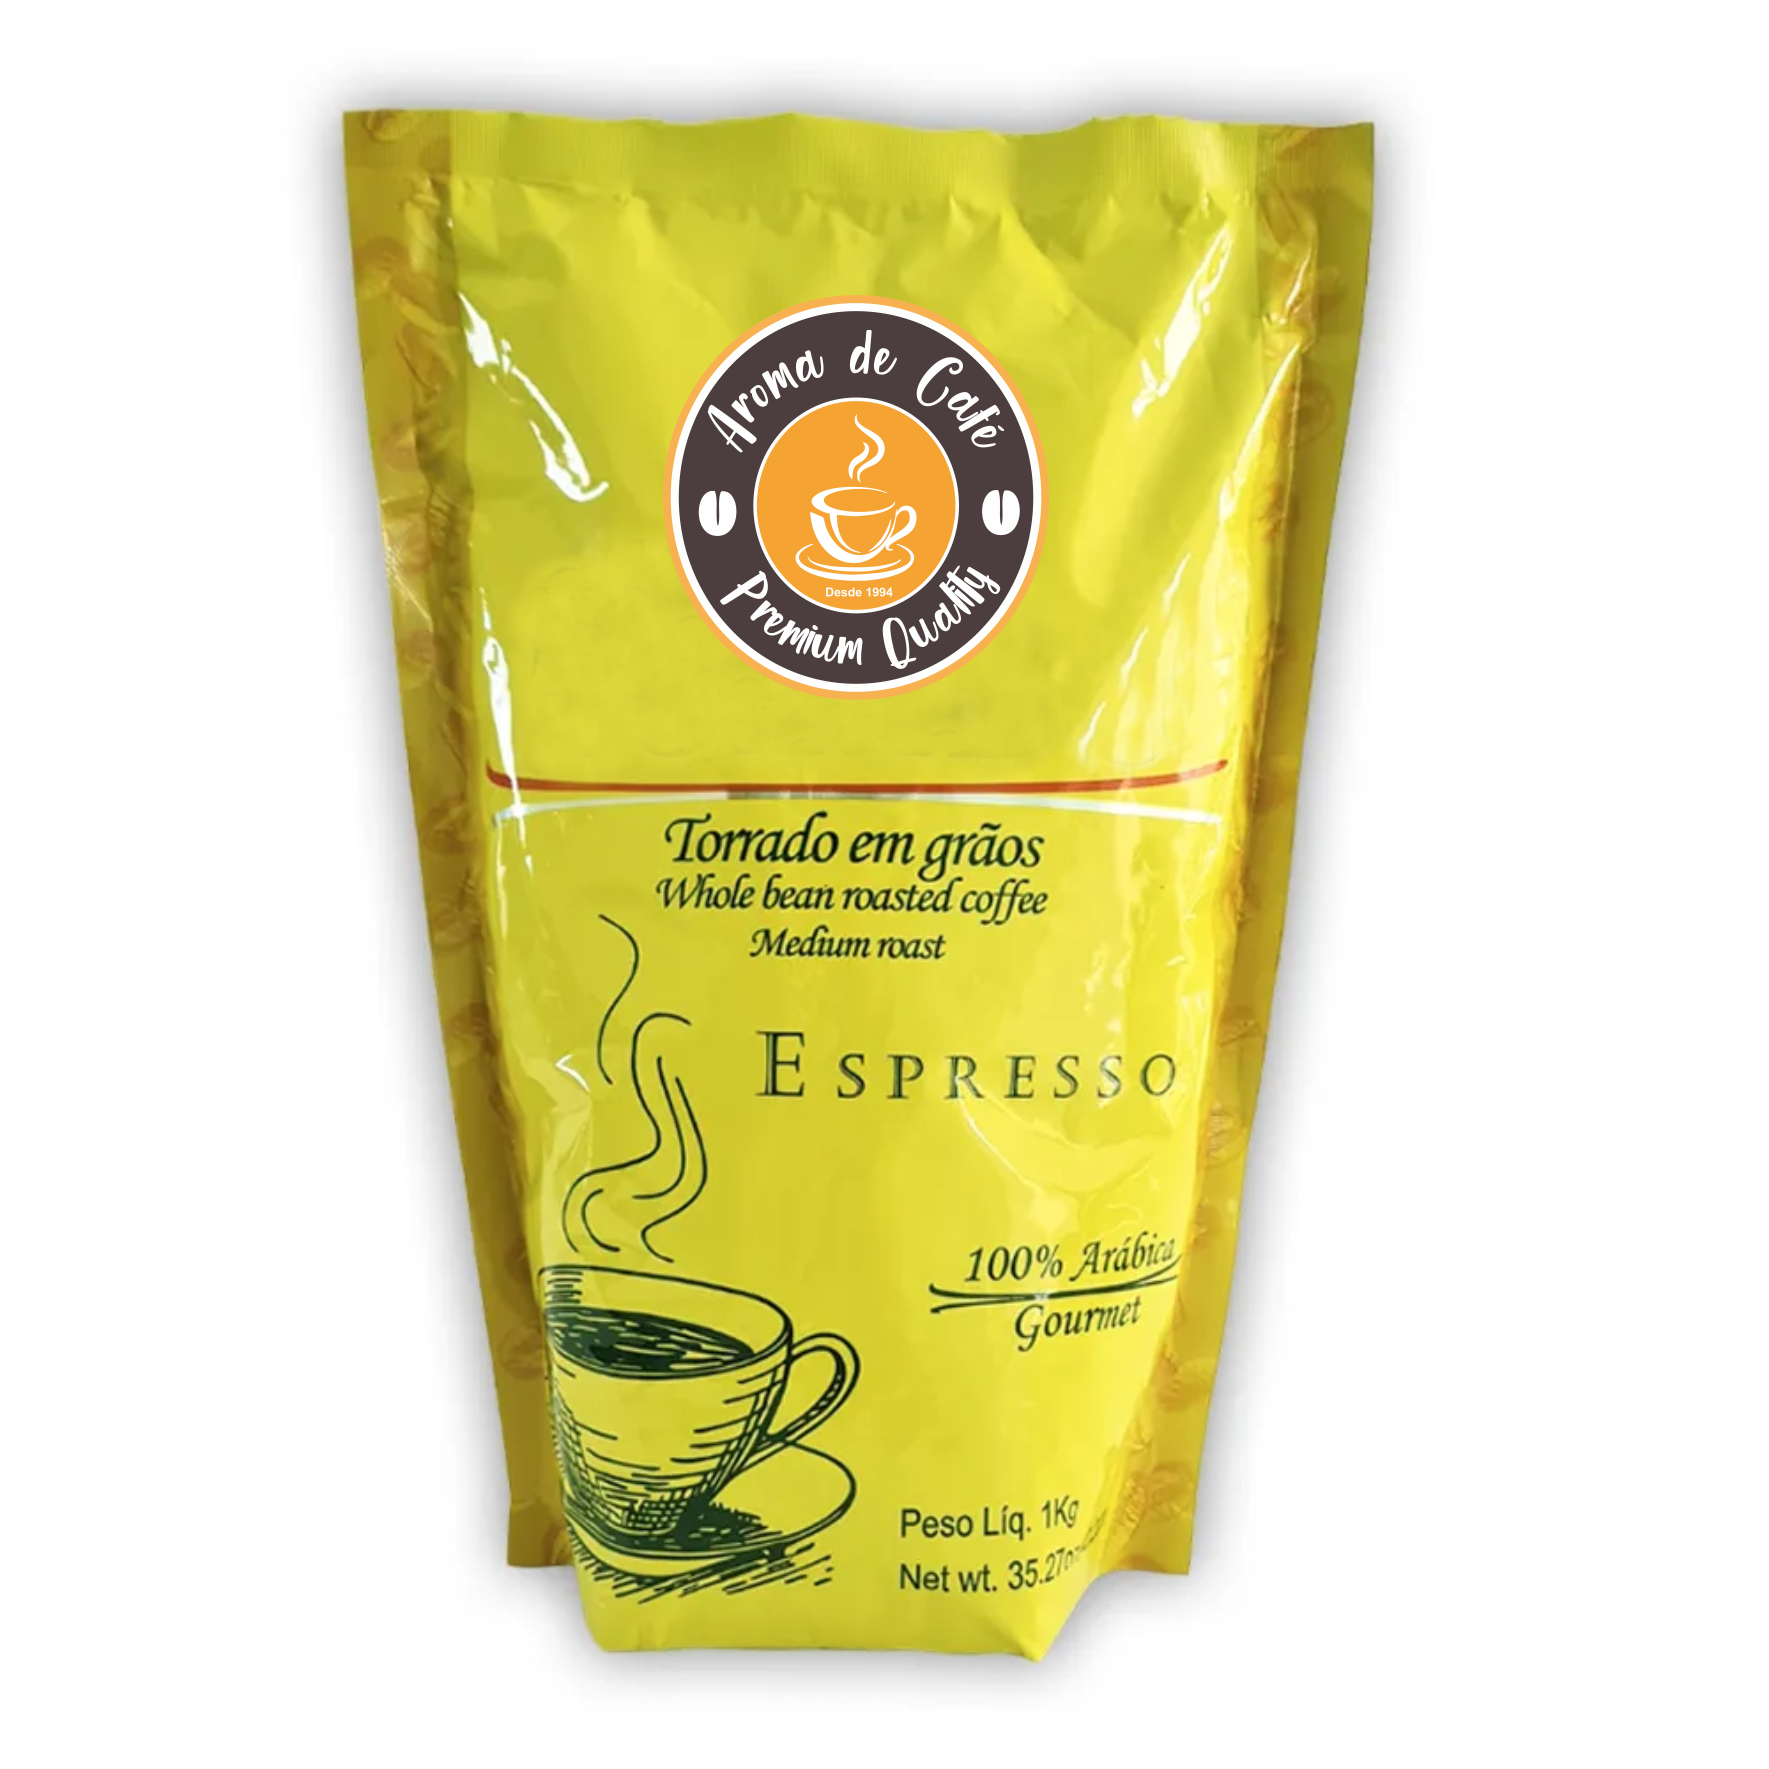 Aroma de Café
Desde 1994
Premium Quality
Torrado em grãos
Whole bean roasted coffee
Medium roast
ESPRESSO
100% Arábica
Gourmet
Peso Líq. 1Kg
Net wt. 35.27oz